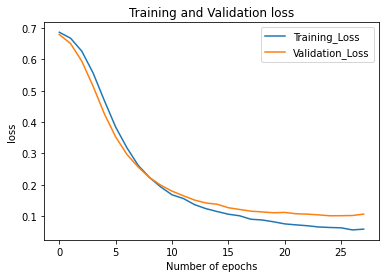 Training and Validation loss
Training_Loss
Validation_Loss
loss
0.7
0.6
0.5
0.4
0.3
0.2
0.1
0
5
10
15
20
25
Number of epochs